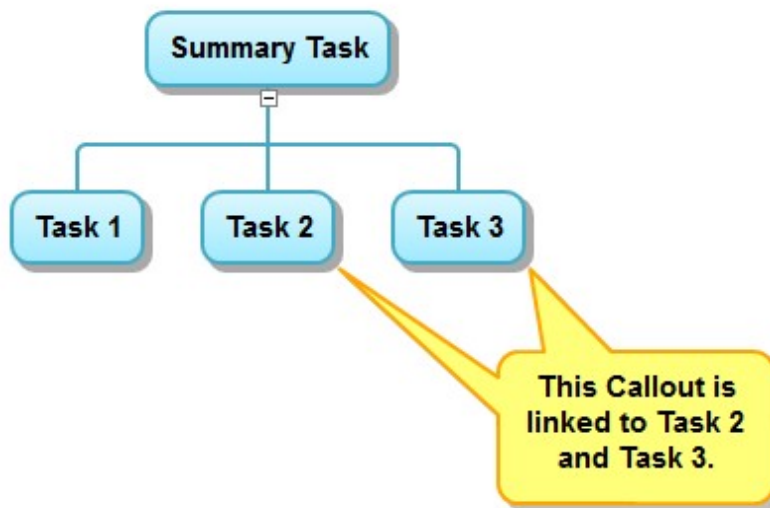 Summary Task
Task 1
Task 2
Task 3
This Callout is
linked to Task 2
and Task 3.